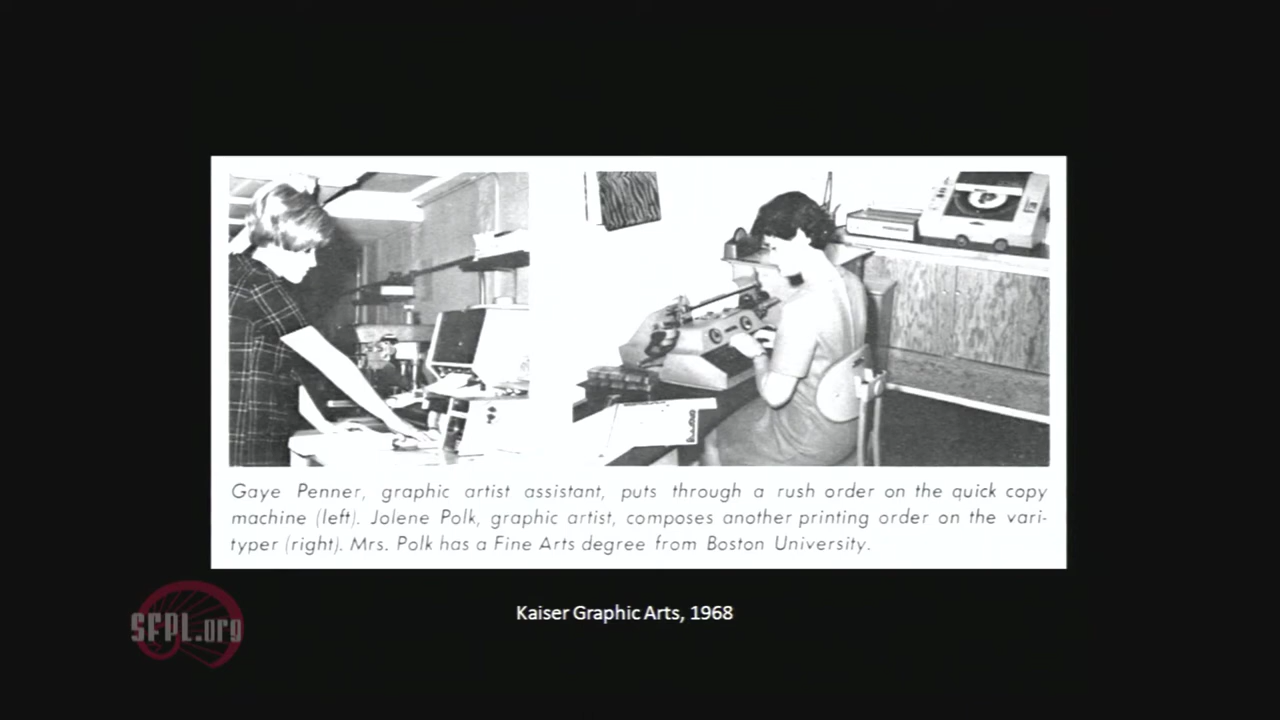 Gaye Penner, graphic artist assistant, puts through a rush order on the quick copy
machine (left). Jolene Polk, graphic artist, composes another printing order on the vari-
typer (right). Mrs. Polk has a Fine Arts degree from Boston University.
Kaiser Graphic Arts, 1968
SFPL.org